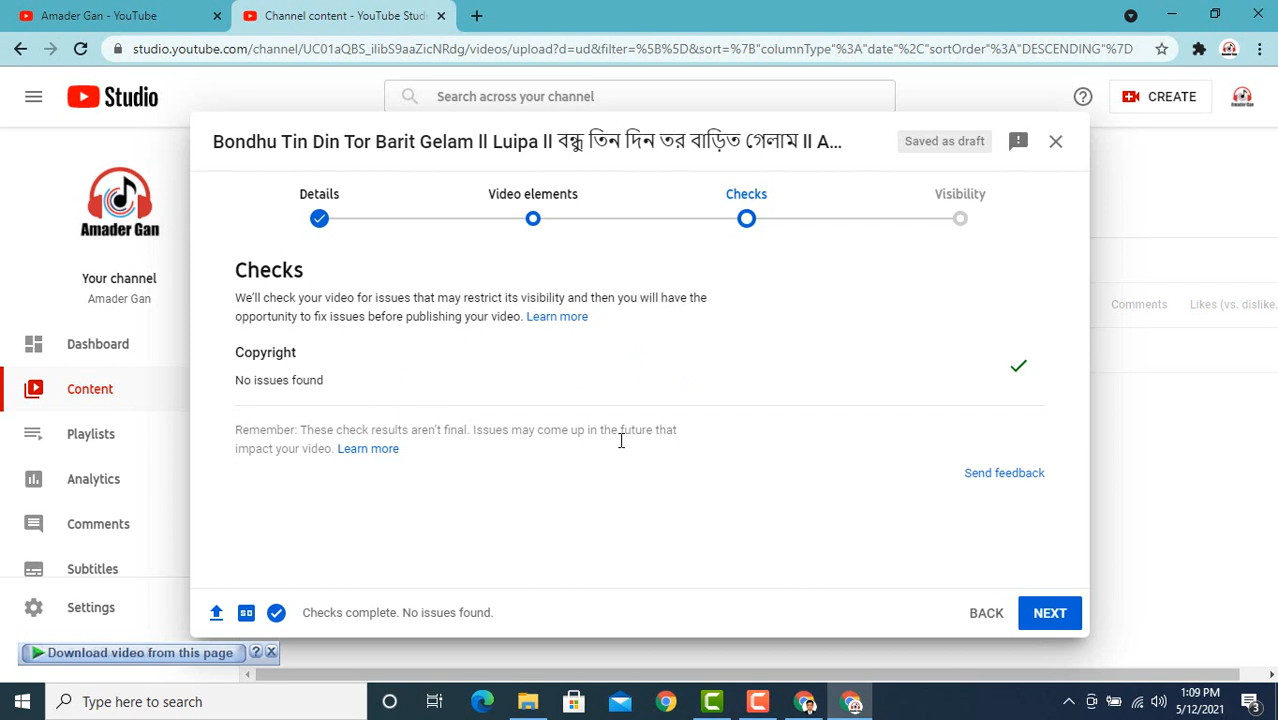 Amader Gan - YouTube
Channel content - YouTube Stud
studio.youtube.com/channel/UC01aQBS_iIibS9aaZicNRdg/videos/upload?d=ud&filter=%5B%5D&sort=%7B"columnType"%3A"date"%2C"sortOrder"%3A"DESCENDING"%7D
Studio
Search across your channel
CREATE
Bondhu Tin Din Tor Barit Gelam ll Luipa ll বন্ধু তিন দিন তর বাড়িত গেলাম ll A...
Saved as draft
Details
Video elements
Checks
Visibility
Amader Gan
Your channel
Amader Gan
Dashboard
Content
Playlists
Analytics
Comments
Subtitles
Settings
Checks
We'll check your video for issues that may restrict its visibility and then you will have the
opportunity to fix issues before publishing your video. Learn more
Comments
Likes (vs. dislike.
Copyright
No issues found
Remember: These check results aren't final. Issues may come up in the future that
impact your video. Learn more
Send feedback
SD
Checks complete. No issues found.
BACK
NEXT
Download video from this page
?
X
Type here to search
1:09 PM
5/12/2021
3